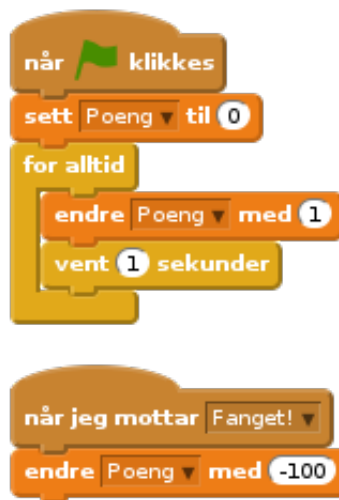 når klikkes
sett Poeng til 0
for alltid
endre Poeng med 1
vent 1 sekunder
når jeg mottar Fanget!
endre Poeng med -100